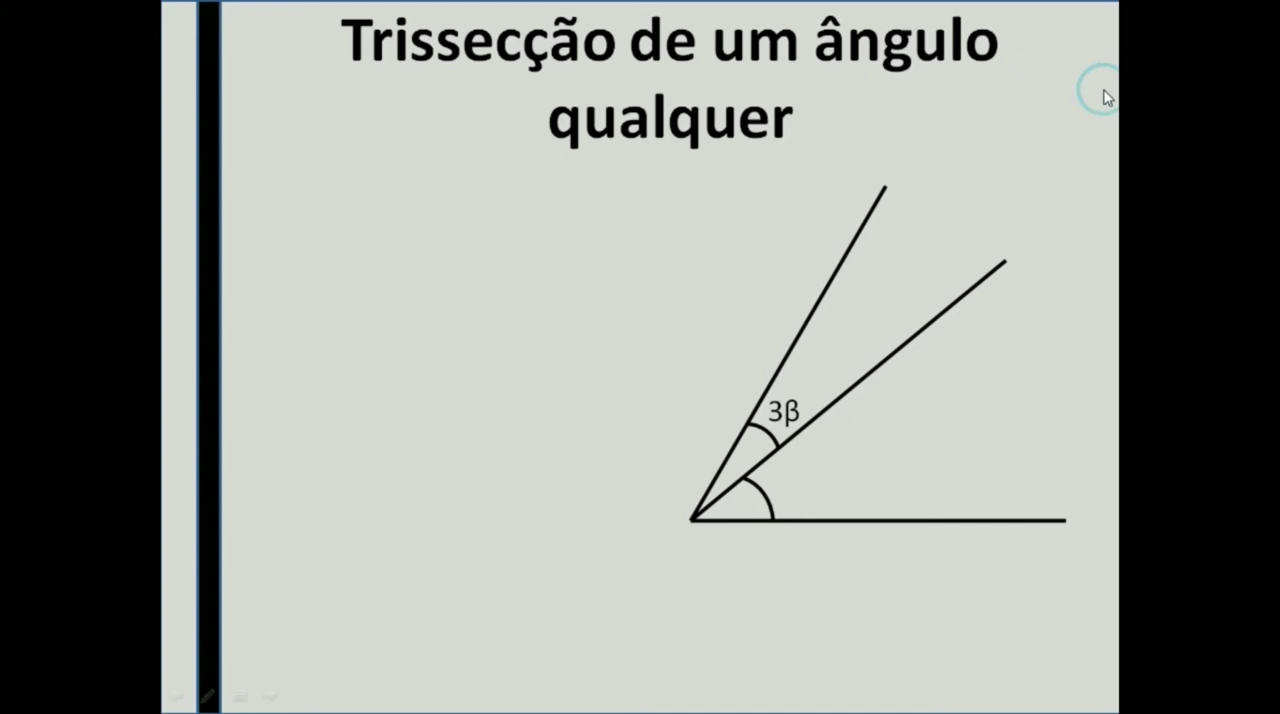 Trissecção de um ângulo
qualquer
3β